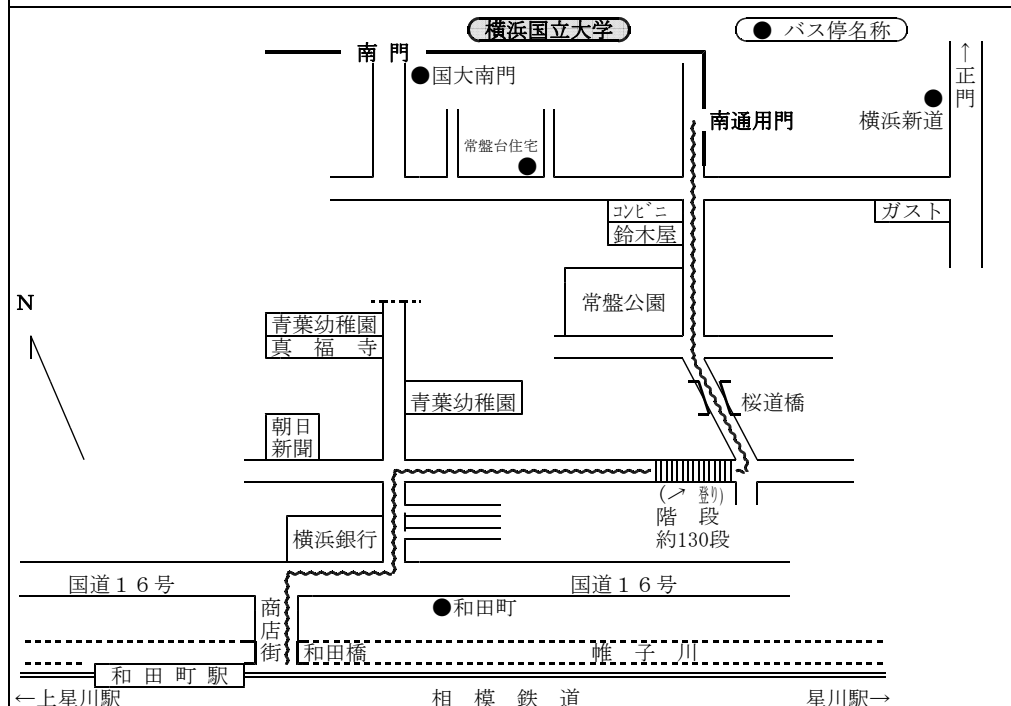 横浜国立大学
● バス停名称
南 門
●国大南門
↑正門
南通用門
横浜新道
常盤台住宅
コンビニ
鈴木屋
ガスト
常盤公園
N
青葉幼稚園
真 福 寺
青葉幼稚園
桜道橋
朝日
新聞
(↗ 登り)
階 段
約130段
横浜銀行
国道16号
国道16号
商店街
●和田町
和田橋
帷 子 川
和 田 町 駅
←上星川駅
相 模 鉄 道
星川駅→